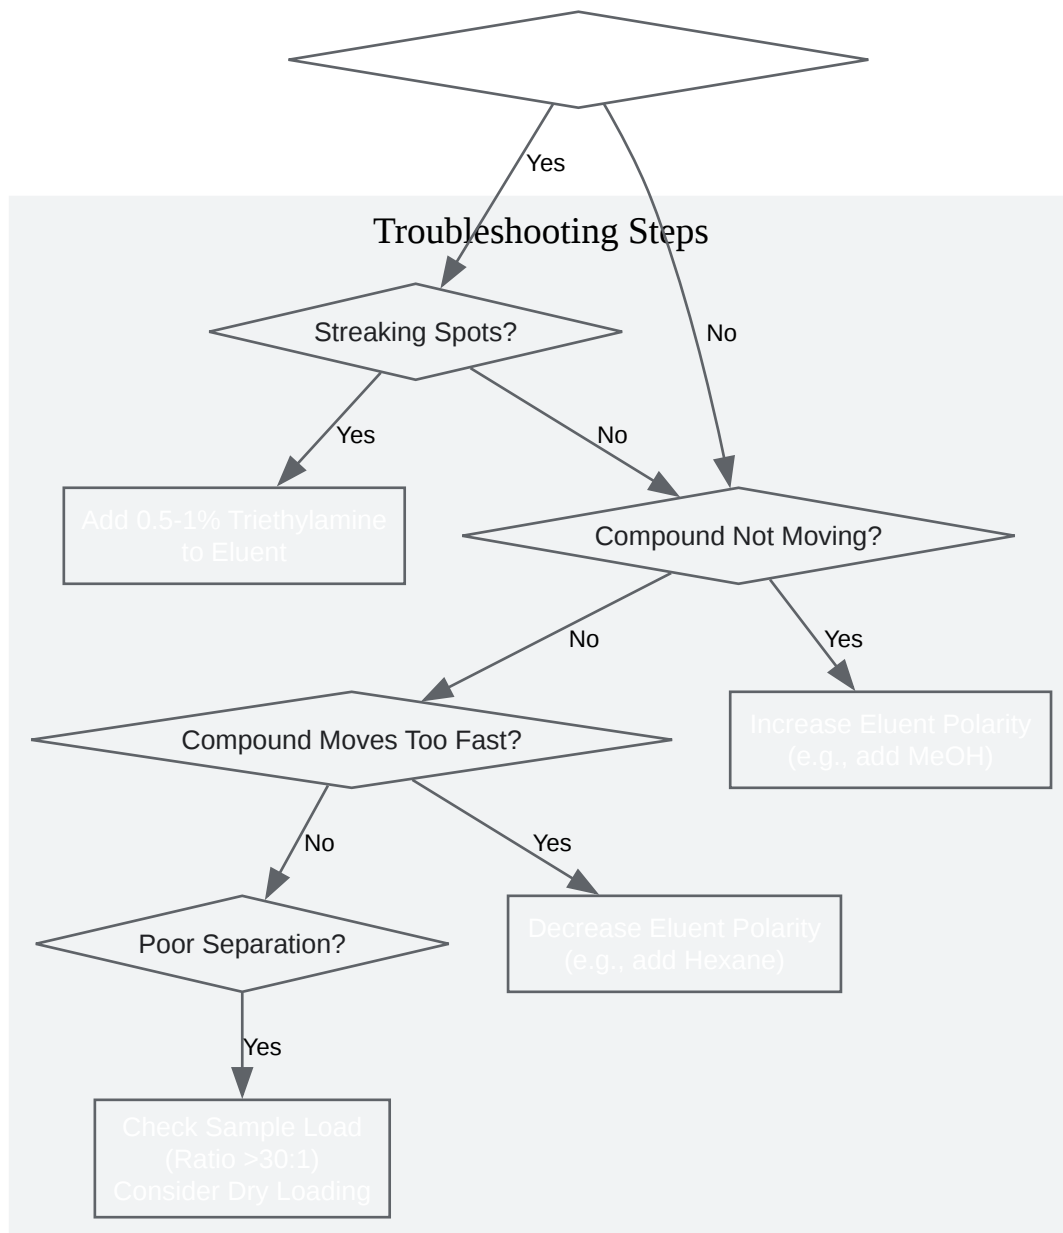 Yes
Troubleshooting Steps
Streaking Spots?
No
Yes
No
Add 0.5-1% Triethylamine
to Eluent
Compound Not Moving?
No
Yes
Compound Moves Too Fast?
Increase Eluent Polarity
(e.g., add MeOH)
No
Yes
Poor Separation?
Decrease Eluent Polarity
(e.g., add Hexane)
Yes
Check Sample Load
(Ratio >30:1)
Consider Dry Loading